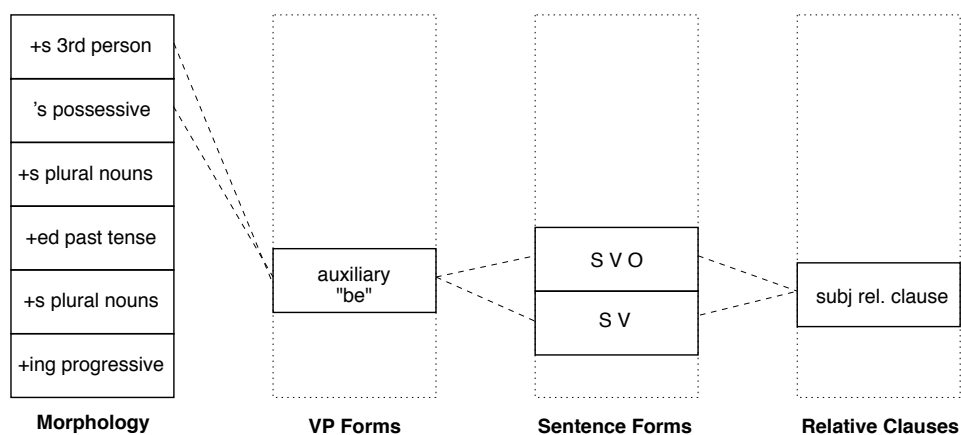 +s 3rd person
's possessive
+s plural nouns
+ed past tense
+s plural nouns
+ing progressive
Morphology
auxiliary
"be"
VP Forms
S V O
S V
Sentence Forms
subj rel. clause
Relative Clauses